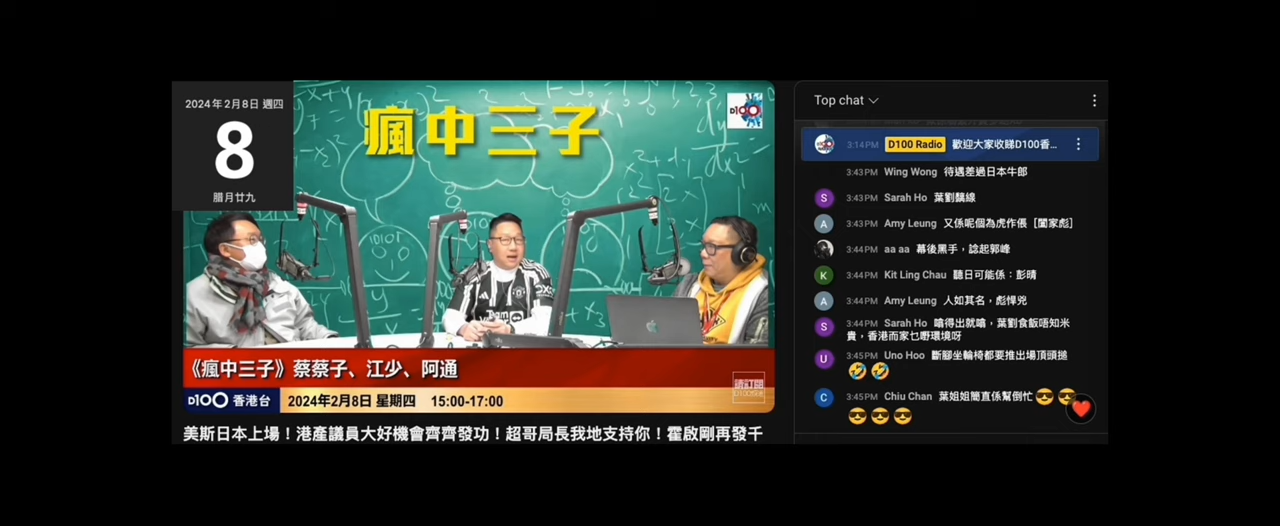 2024年2月8日 週四
8
腊月廿九
瘋中三子
D100
《瘋中三子》蔡蔡子、江少、阿通
D100 香港台
2024年2月8日 星期四 15:00-17:00
請訂閱
美斯日本上場！港產議員大好機會齊齊發功！超哥局長我地支持你！霍啟剛再發千
Top chat
3:14PM D100 Radio 歡迎大家收睇D100香...
3:43PM Wing Wong 待遇差過日本牛郎
S 3:43PM Sarah Ho 葉劉黐線
A 3:43PM Amy Leung 又係呢個為虎作倀［闔家彪］
3:44PM aa aa 幕後黑手，諗起郭峰
K 3:44PM Kit Ling Chau 聽日可能係：彭晴
A 3:44PM Amy Leung 人如其名，彪悍兇
S 3:44PM Sarah Ho 噏得出就噏，葉劉食飯唔知米
貴，香港而家乜嘢環境呀
U 3:45PM Uno Hoo 斷腳坐輪椅都要推出場頂頭搥
🤣🤣
C 3:45PM Chiu Chan 葉姐姐簡直係幫倒忙 😎😎
😎😎😎